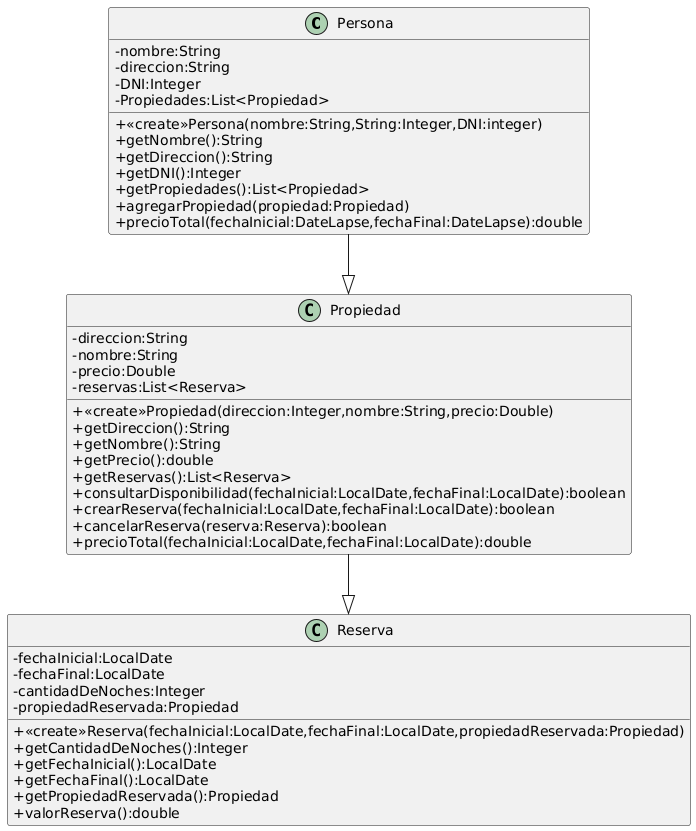 C Persona
-nombre:String
-direccion:String
-DNI:Integer
-Propiedades:List<Propiedad>
+«create»Persona(nombre:String,String:Integer,DNI:integer)
+getNombre():String
+getDireccion():String
+getDNI():Integer
+getPropiedades():List<Propiedad>
+agregarPropiedad(propiedad:Propiedad)
+precioTotal(fechaInicial:DateLapse,fechaFinal:DateLapse):double
C Propiedad
-direccion:String
-nombre:String
-precio:Double
-reservas:List<Reserva>
+«create»Propiedad(direccion:Integer,nombre:String,precio:Double)
+getDireccion():String
+getNombre():String
+getPrecio():double
+getReservas():List<Reserva>
+consultarDisponibilidad(fechaInicial:LocalDate,fechaFinal:LocalDate):boolean
+crearReserva(fechaInicial:LocalDate,fechaFinal:LocalDate):boolean
+cancelarReserva(reserva:Reserva):boolean
+precioTotal(fechaInicial:LocalDate,fechaFinal:LocalDate):double
C Reserva
-fechaInicial:LocalDate
-fechaFinal:LocalDate
-cantidadDeNoches:Integer
-propiedadReservada:Propiedad
+«create»Reserva(fechaInicial:LocalDate,fechaFinal:LocalDate,propiedadReservada:Propiedad)
+getCantidadDeNoches():Integer
+getFechaInicial():LocalDate
+getFechaFinal():LocalDate
+getPropiedadReservada():Propiedad
+valorReserva():double